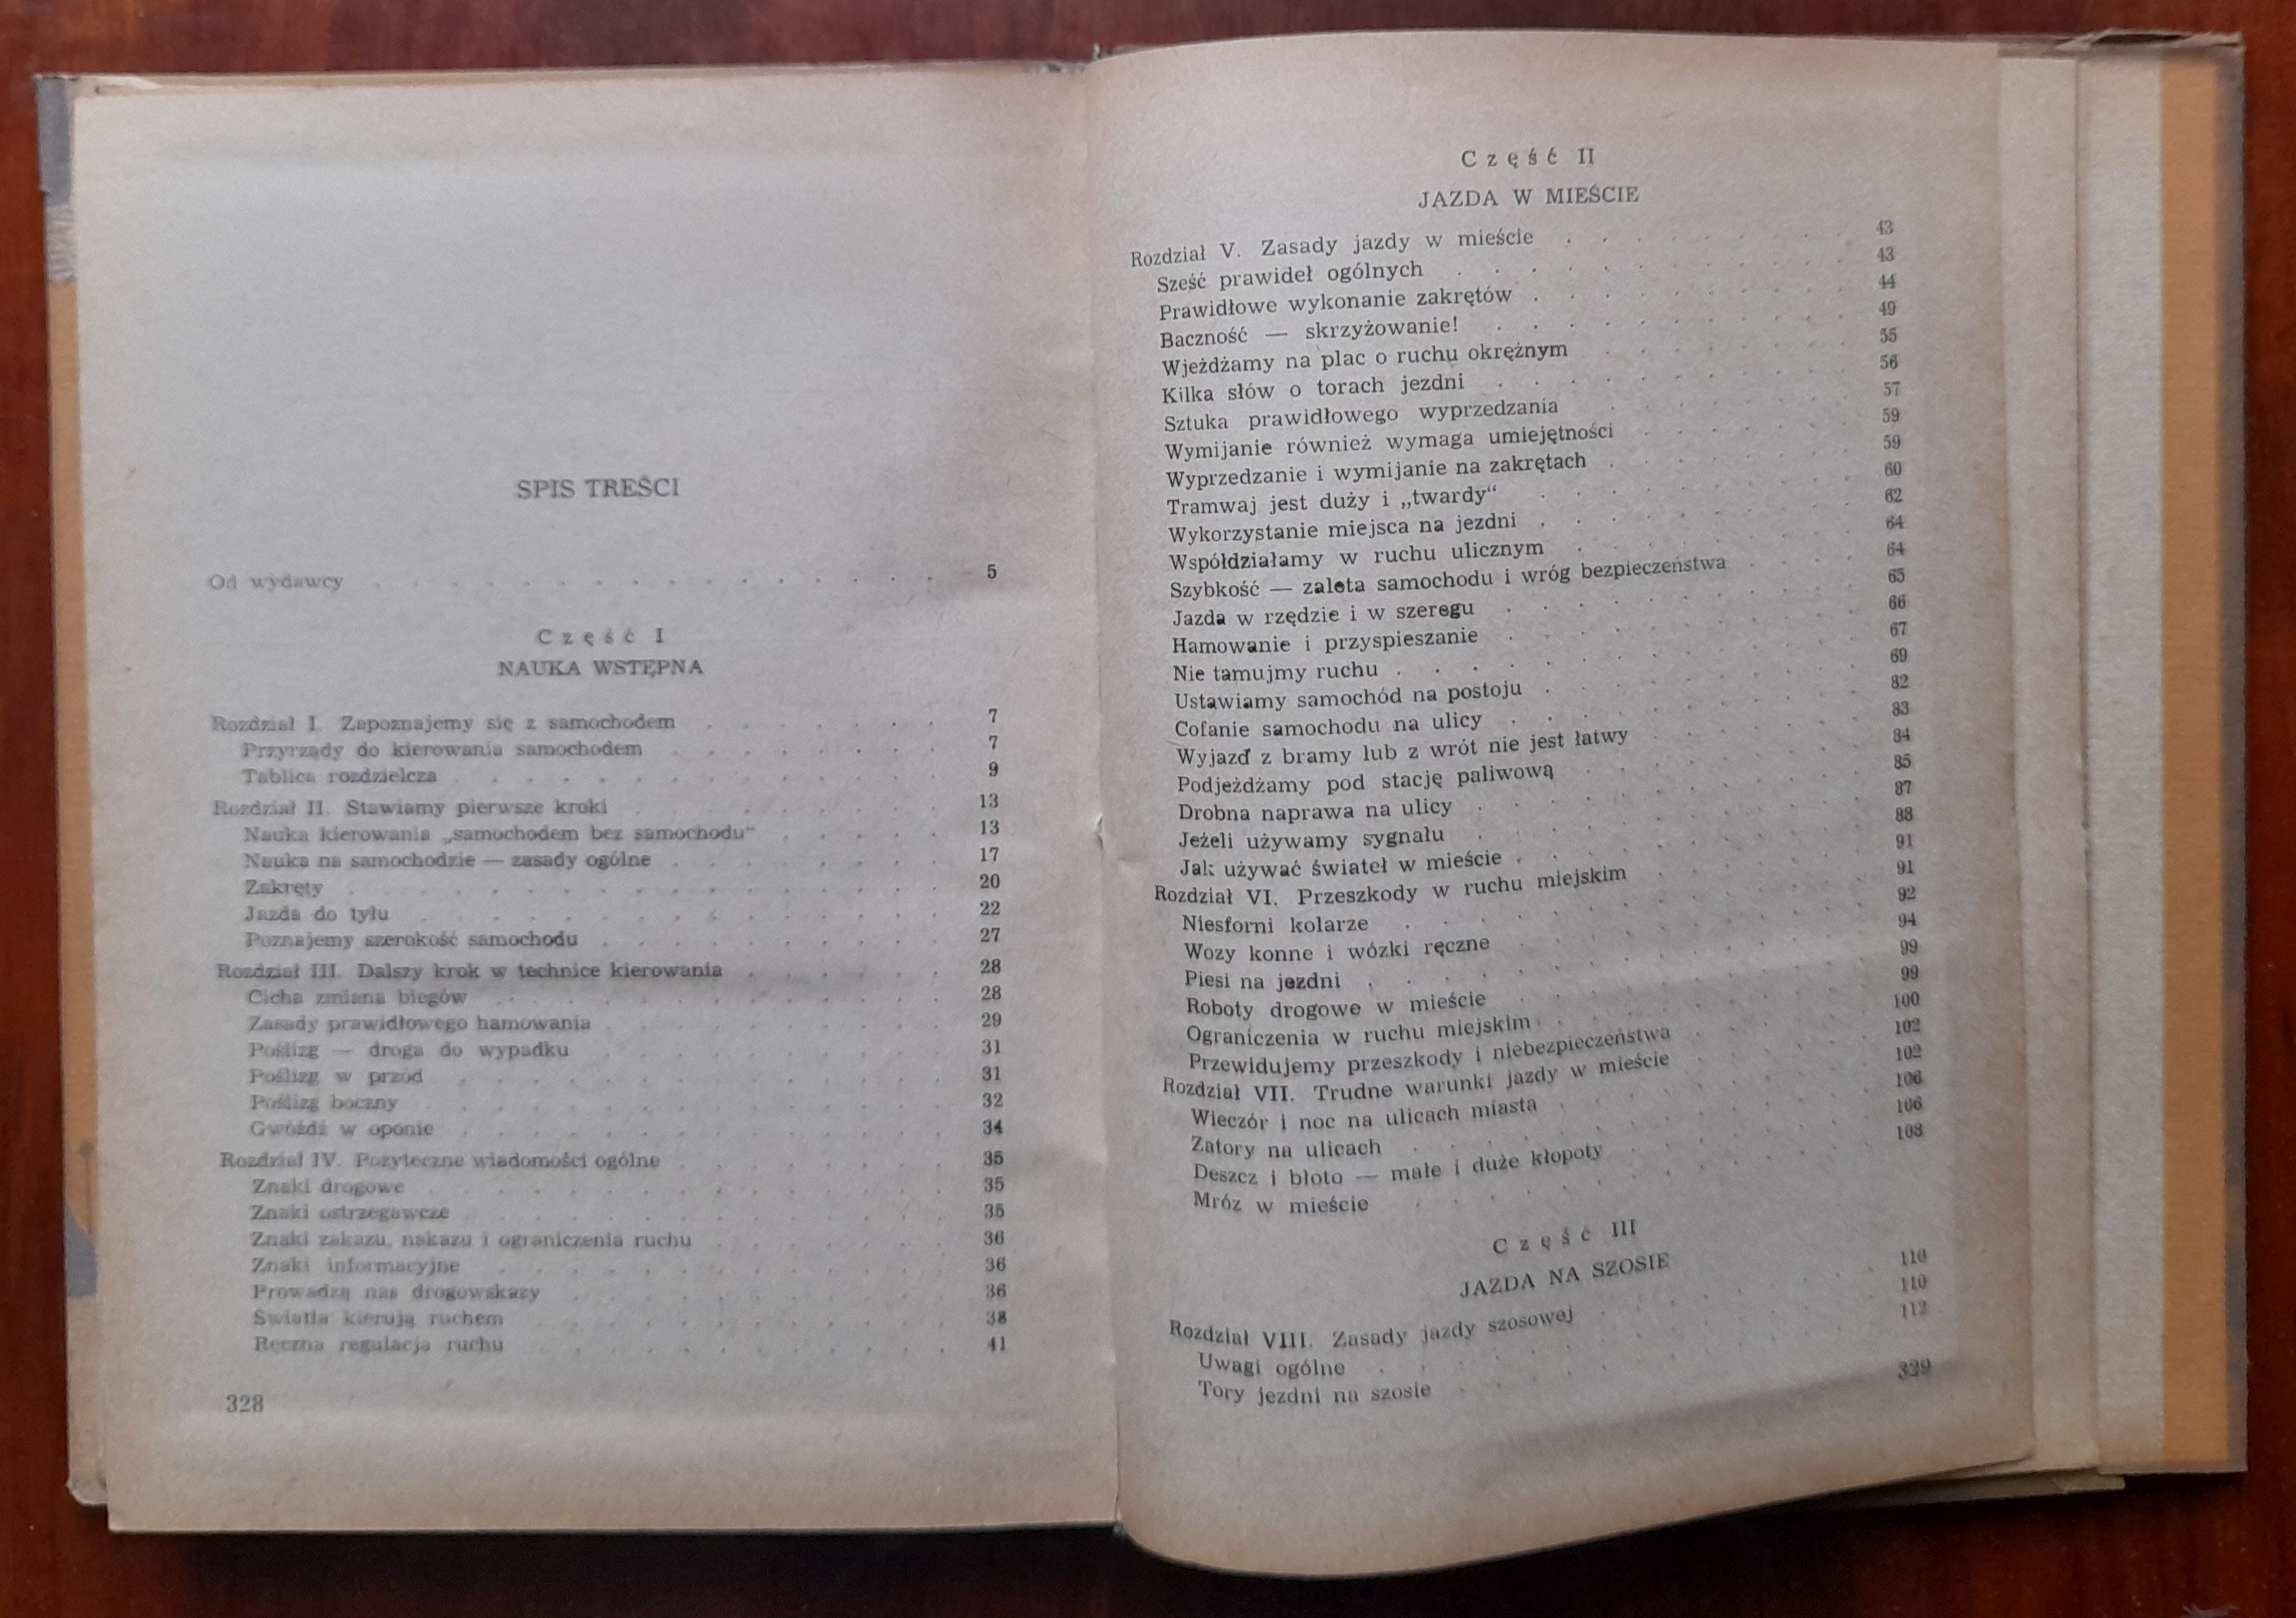 SPIS TREŚCI
Od wydawcy . . . . . . . . . . . . . . . . 5
Część I
NAUKA WSTĘPNA
Rozdział I. Zapoznajemy się z samochodem . . . . . . . 7
Przyrządy do kierowania samochodem . . . . . . . . 7
Tablica rozdzielcza . . . . . . . . . . . . . . 9
Rozdział II. Stawiamy pierwsze kroki . . . . . . . . . 13
Nauka kierowania „samochodem bez samochodu“ . . . . . 13
Nauka na samochodzie — zasady ogólne . . . . . . . . 17
Zakręty . . . . . . . . . . . . . . . . 20
Jazda do tyłu . . . . . . . . . . . . . . 22
Poznajemy szerokość samochodu . . . . . . . . . . 27
Rozdział III. Dalszy krok w technice kierowania . . . . . . 28
Cicha zmiana biegów . . . . . . . . . . . . . 28
Zasady prawidłowego hamowania . . . . . . . . . . 29
Poślizg — droga do wypadku . . . . . . . . . . 31
Poślizg w przód . . . . . . . . . . . . . . 31
Poślizg boczny . . . . . . . . . . . . . . 32
Gwóźdź w oponie . . . . . . . . . . . . . . 34
Rozdział IV. Pożyteczne wiadomości ogólne . . . . . . . . 35
Znaki drogowe . . . . . . . . . . . . . . 35
Znaki ostrzegawcze . . . . . . . . . . . . . 35
Znaki zakazu, nakazu i ograniczenia ruchu . . . . . . . 36
Znaki informacyjne . . . . . . . . . . . . . 36
Prowadzą nas drogowskazy . . . . . . . . . . . 36
Światła kierują ruchem . . . . . . . . . . . . 38
Ręczna regulacja ruchu . . . . . . . . . . . . 41
328
Część II
JAZDA W MIEŚCIE
Rozdział V. Zasady jazdy w mieście . . . . . . . . . 43
Sześć prawideł ogólnych . . . . . . . . . . . 43
Prawidłowe wykonanie zakrętów . . . . . . . . . 44
Baczność — skrzyżowanie! . . . . . . . . . . 49
Wjeżdżamy na plac o ruchu okrężnym . . . . . . . 55
Kilka słów o torach jezdni . . . . . . . . . . 56
Sztuka prawidłowego wyprzedzania . . . . . . . . 57
Wymijanie również wymaga umiejętności . . . . . . 59
Wyprzedzanie i wymijanie na zakrętach . . . . . . . 59
Tramwaj jest duży i „twardy“ . . . . . . . . . 60
Wykorzystanie miejsca na jezdni . . . . . . . . . 62
Współdziałamy w ruchu ulicznym . . . . . . . . 64
Szybkość — zaleta samochodu i wróg bezpieczeństwa . . . 64
Jazda w rzędzie i w szeregu . . . . . . . . . . 65
Hamowanie i przyspieszanie . . . . . . . . . . 66
Nie tamujmy ruchu . . . . . . . . . . . . . 67
Ustawiamy samochód na postoju . . . . . . . . . 69
Cofanie samochodu na ulicy . . . . . . . . . . 82
Wyjazd z bramy lub z wrót nie jest łatwy . . . . . . 83
Podjeżdżamy pod stację paliwową . . . . . . . . 84
Drobna naprawa na ulicy . . . . . . . . . . . 85
Jeżeli używamy sygnału . . . . . . . . . . . 87
Jak używać świateł w mieście . . . . . . . . . . 88
Rozdział VI. Przeszkody w ruchu miejskim . . . . . . . 91
Niesforni kolarze . . . . . . . . . . . . . 91
Wozy konne i wózki ręczne . . . . . . . . . . 92
Piesi na jezdni . . . . . . . . . . . . . 94
Roboty drogowe w mieście . . . . . . . . . . 99
Ograniczenia w ruchu miejskim . . . . . . . . . 99
Przewidujemy przeszkody i niebezpieczeństwa . . . . . 100
Rozdział VII. Trudne warunki jazdy w mieście . . . . . . 102
Wieczór i noc na ulicach miasta . . . . . . . . . 102
Zatory na ulicach . . . . . . . . . . . . . 106
Deszcz i błoto — małe i duże kłopoty . . . . . . . 106
Mróz w mieście . . . . . . . . . . . . . 108
Część III
JAZDA NA SZOSIE
Rozdział VIII. Zasady jazdy szosowej . . . . . . . . 110
Uwagi ogólne . . . . . . . . . . . . . . 110
Tory jezdni na szosie . . . . . . . . . . . . 112
329